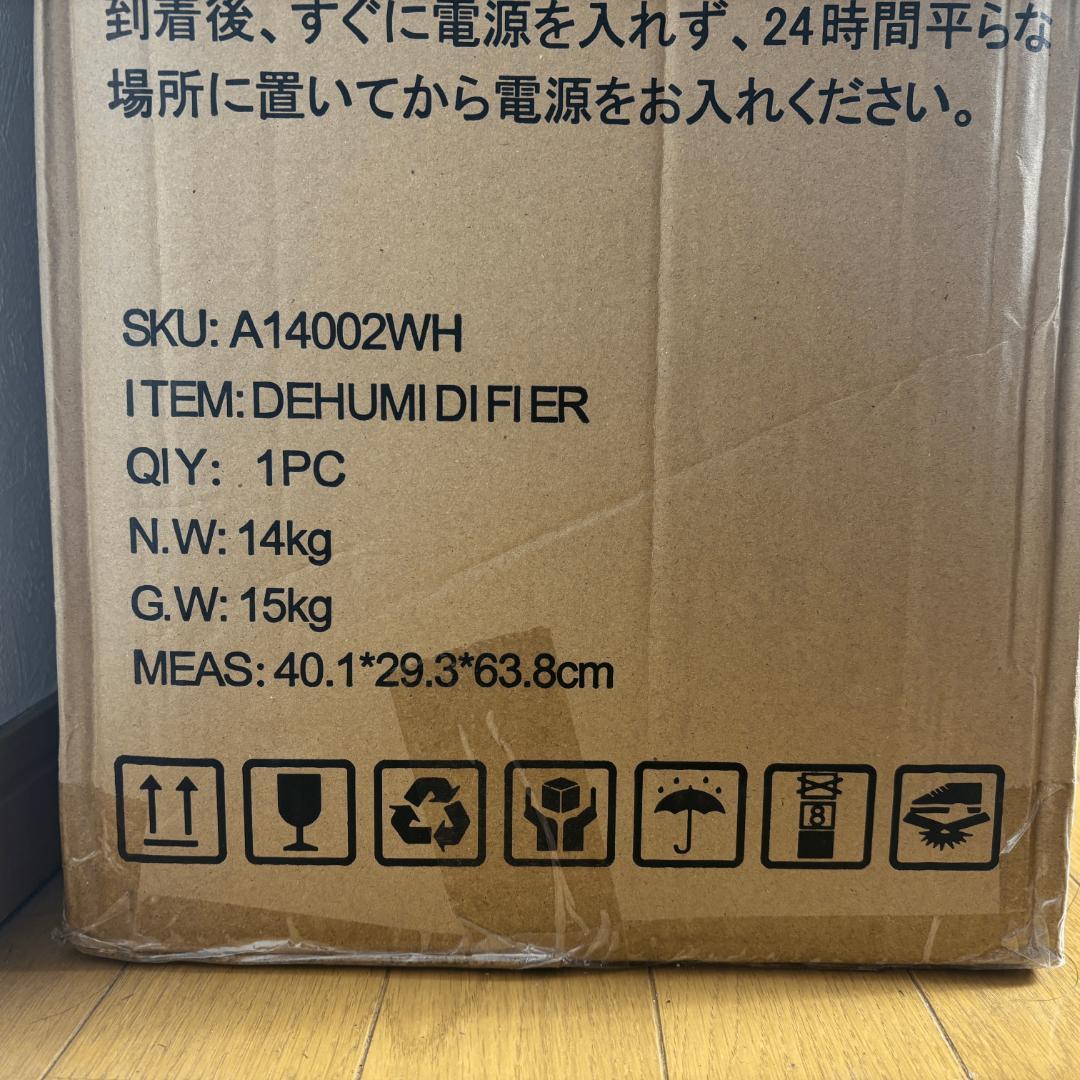 到着後、すぐに電源を入れず、24時間平らな
場所に置いてから電源をお入れください。
SKU: A14002WH
ITEM: DEHUMIDIFIER
QIY: 1PC
N.W: 14kg
G.W: 15kg
MEAS: 40.1*29.3*63.8cm
8